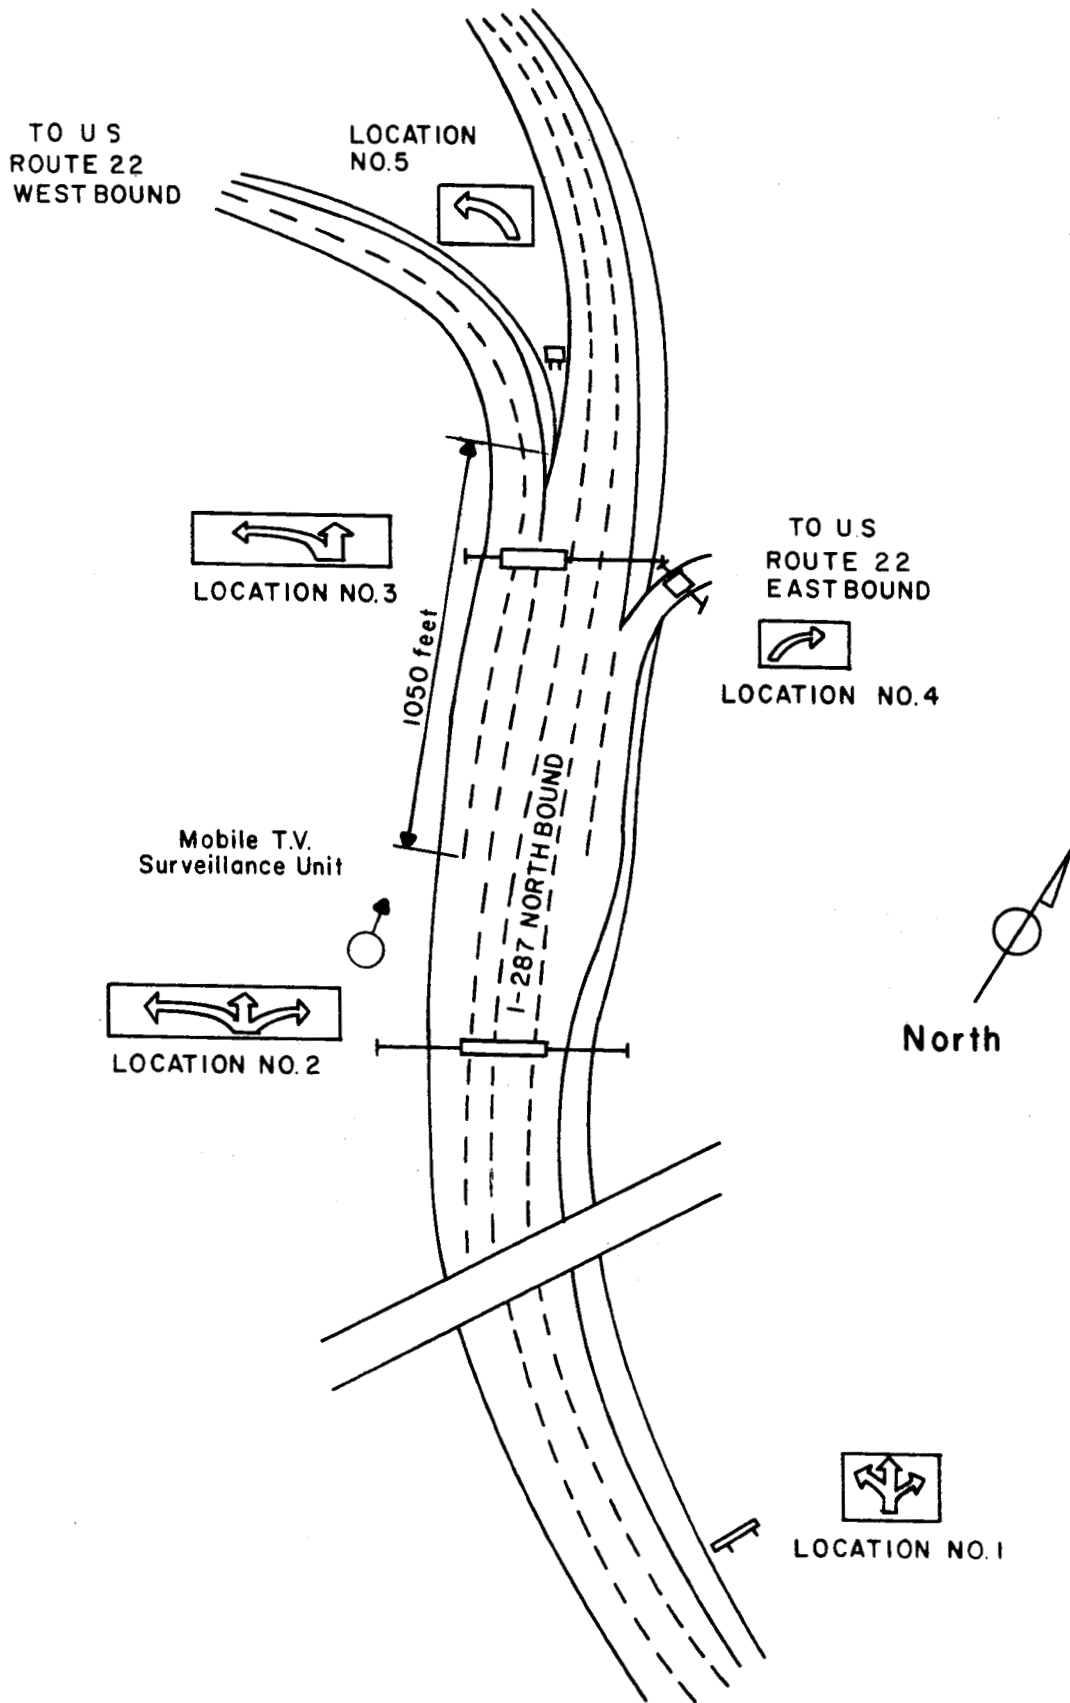 TO U S
ROUTE 22
WEST BOUND
LOCATION
NO.5
LOCATION NO.3
TO U.S
ROUTE 22
EAST BOUND
LOCATION NO.4
1050 feet
I-287 NORTH BOUND
Mobile T.V.
Surveillance Unit
LOCATION NO.2
North
LOCATION NO.1